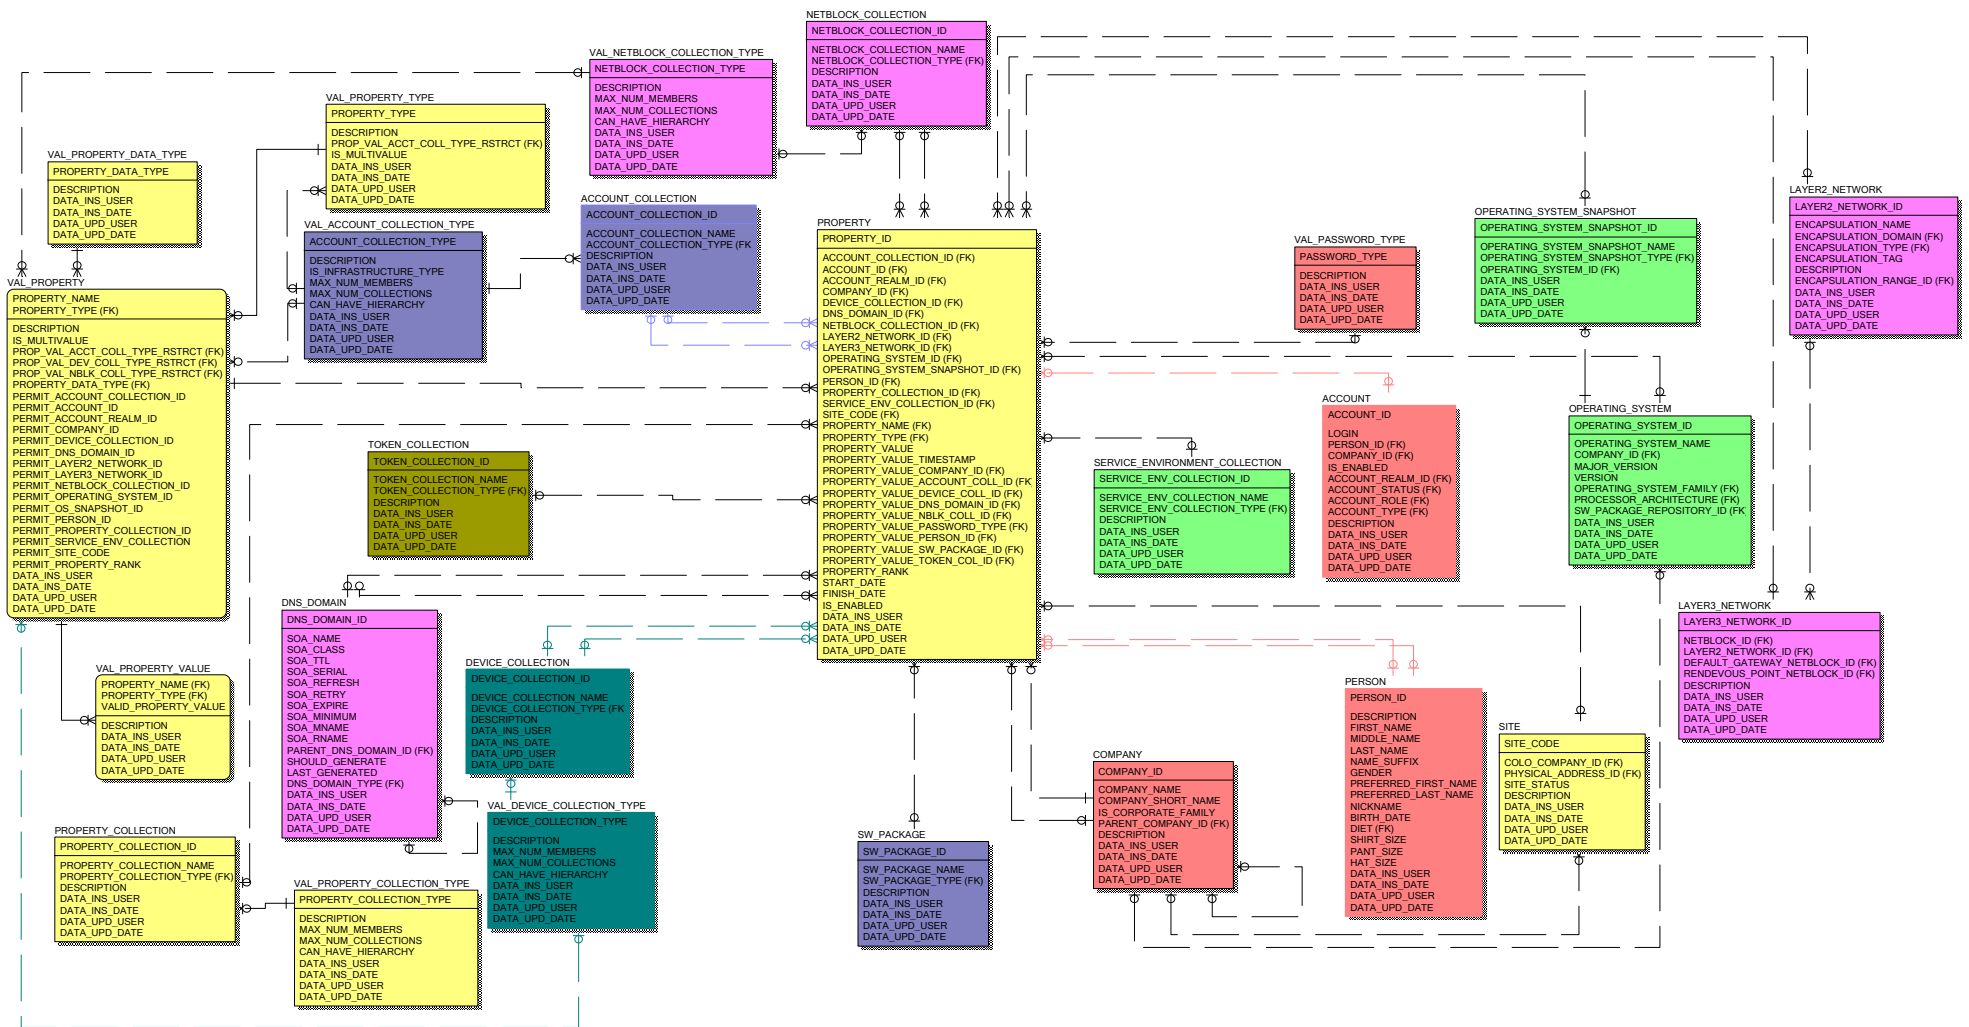 NETBLOCK_COLLECTION
NETBLOCK_COLLECTION_ID
NETBLOCK_COLLECTION_NAME
NETBLOCK_COLLECTION_TYPE (FK)
DESCRIPTION
DATA_INS_USER
DATA_INS_DATE
DATA_UPD_USER
DATA_UPD_DATE
VAL_NETBLOCK_COLLECTION_TYPE
NETBLOCK_COLLECTION_TYPE
DESCRIPTION
MAX_NUM_MEMBERS
MAX_NUM_COLLECTIONS
CAN_HAVE_HIERARCHY
DATA_INS_USER
DATA_INS_DATE
DATA_UPD_USER
DATA_UPD_DATE
VAL_PROPERTY_TYPE
PROPERTY_TYPE
DESCRIPTION
PROP_VAL_ACCT_COLL_TYPE_RSTRCT (FK)
IS_MULTIVALUE
DATA_INS_USER
DATA_INS_DATE
DATA_UPD_USER
DATA_UPD_DATE
VAL_PROPERTY_DATA_TYPE
PROPERTY_DATA_TYPE
DESCRIPTION
DATA_INS_USER
DATA_INS_DATE
DATA_UPD_USER
DATA_UPD_DATE
VAL_ACCOUNT_COLLECTION_TYPE
ACCOUNT_COLLECTION_TYPE
DESCRIPTION
IS_INFRASTRUCTURE_TYPE
MAX_NUM_MEMBERS
MAX_NUM_COLLECTIONS
CAN_HAVE_HIERARCHY
DATA_INS_USER
DATA_INS_DATE
DATA_UPD_USER
DATA_UPD_DATE
ACCOUNT_COLLECTION
ACCOUNT_COLLECTION_ID
ACCOUNT_COLLECTION_NAME
ACCOUNT_COLLECTION_TYPE (FK
DESCRIPTION
DATA_INS_USER
DATA_INS_DATE
DATA_UPD_USER
DATA_UPD_DATE
VAL_PROPERTY
PROPERTY_NAME
PROPERTY_TYPE (FK)
DESCRIPTION
IS_MULTIVALUE
PROP_VAL_ACCT_COLL_TYPE_RSTRCT (FK)
PROP_VAL_DEV_COLL_TYPE_RSTRCT (FK)
PROP_VAL_NBLK_COLL_TYPE_RSTRCT (FK)
PROPERTY_DATA_TYPE (FK)
PERMIT_ACCOUNT_COLLECTION_ID
PERMIT_ACCOUNT_ID
PERMIT_ACCOUNT_REALM_ID
PERMIT_COMPANY_ID
PERMIT_DEVICE_COLLECTION_ID
PERMIT_DNS_DOMAIN_ID
PERMIT_LAYER2_NETWORK_ID
PERMIT_LAYER3_NETWORK_ID
PERMIT_NETBLOCK_COLLECTION_ID
PERMIT_OPERATING_SYSTEM_ID
PERMIT_OS_SNAPSHOT_ID
PERMIT_PERSON_ID
PERMIT_PROPERTY_COLLECTION_ID
PERMIT_SERVICE_ENV_COLLECTION
PERMIT_SITE_CODE
PERMIT_PROPERTY_RANK
DATA_INS_USER
DATA_INS_DATE
DATA_UPD_USER
DATA_UPD_DATE
PROPERTY
PROPERTY_ID
ACCOUNT_COLLECTION_ID (FK)
ACCOUNT_ID (FK)
ACCOUNT_REALM_ID (FK)
COMPANY_ID (FK)
DEVICE_COLLECTION_ID (FK)
DNS_DOMAIN_ID (FK)
NETBLOCK_COLLECTION_ID (FK)
LAYER2_NETWORK_ID (FK)
LAYER3_NETWORK_ID (FK)
OPERATING_SYSTEM_ID (FK)
OPERATING_SYSTEM_SNAPSHOT_ID (FK)
PERSON_ID (FK)
PROPERTY_COLLECTION_ID (FK)
SERVICE_ENV_COLLECTION_ID (FK)
SITE_CODE (FK)
PROPERTY_NAME (FK)
PROPERTY_TYPE (FK)
PROPERTY_VALUE
PROPERTY_VALUE_TIMESTAMP
PROPERTY_VALUE_COMPANY_ID (FK)
PROPERTY_VALUE_ACCOUNT_COLL_ID (FK
PROPERTY_VALUE_DEVICE_COLL_ID (FK)
PROPERTY_VALUE_DNS_DOMAIN_ID (FK)
PROPERTY_VALUE_NBLK_COLL_ID (FK)
PROPERTY_VALUE_PASSWORD_TYPE (FK)
PROPERTY_VALUE_PERSON_ID (FK)
PROPERTY_VALUE_SW_PACKAGE_ID (FK)
PROPERTY_VALUE_TOKEN_COL_ID (FK)
PROPERTY_RANK
START_DATE
FINISH_DATE
IS_ENABLED
DATA_INS_USER
DATA_INS_DATE
DATA_UPD_USER
DATA_UPD_DATE
VAL_PASSWORD_TYPE
PASSWORD_TYPE
DESCRIPTION
DATA_INS_USER
DATA_INS_DATE
DATA_UPD_USER
DATA_UPD_DATE
OPERATING_SYSTEM_SNAPSHOT
OPERATING_SYSTEM_SNAPSHOT_ID
OPERATING_SYSTEM_SNAPSHOT_NAME
OPERATING_SYSTEM_SNAPSHOT_TYPE (FK)
OPERATING_SYSTEM_ID (FK)
DATA_INS_USER
DATA_INS_DATE
DATA_UPD_USER
DATA_UPD_DATE
LAYER2_NETWORK
LAYER2_NETWORK_ID
ENCAPSULATION_NAME
ENCAPSULATION_DOMAIN (FK)
ENCAPSULATION_TYPE (FK)
ENCAPSULATION_TAG
DESCRIPTION
ENCAPSULATION_RANGE_ID (FK)
DATA_INS_USER
DATA_INS_DATE
DATA_UPD_USER
DATA_UPD_DATE
ACCOUNT
ACCOUNT_ID
LOGIN
PERSON_ID (FK)
COMPANY_ID (FK)
IS_ENABLED
ACCOUNT_REALM_ID (FK)
ACCOUNT_STATUS (FK)
ACCOUNT_ROLE (FK)
ACCOUNT_TYPE (FK)
DESCRIPTION
DATA_INS_USER
DATA_INS_DATE
DATA_UPD_USER
DATA_UPD_DATE
OPERATING_SYSTEM
OPERATING_SYSTEM_ID
OPERATING_SYSTEM_NAME
COMPANY_ID (FK)
MAJOR_VERSION
VERSION
OPERATING_SYSTEM_FAMILY (FK)
PROCESSOR_ARCHITECTURE (FK)
SW_PACKAGE_REPOSITORY_ID (FK
DATA_INS_USER
DATA_INS_DATE
DATA_UPD_USER
DATA_UPD_DATE
TOKEN_COLLECTION
TOKEN_COLLECTION_ID
TOKEN_COLLECTION_NAME
TOKEN_COLLECTION_TYPE (FK)
DESCRIPTION
DATA_INS_USER
DATA_INS_DATE
DATA_UPD_USER
DATA_UPD_DATE
SERVICE_ENVIRONMENT_COLLECTION
SERVICE_ENV_COLLECTION_ID
SERVICE_ENV_COLLECTION_NAME
SERVICE_ENV_COLLECTION_TYPE (FK)
DESCRIPTION
DATA_INS_USER
DATA_INS_DATE
DATA_UPD_USER
DATA_UPD_DATE
DNS_DOMAIN
DNS_DOMAIN_ID
SOA_NAME
SOA_CLASS
SOA_TTL
SOA_SERIAL
SOA_REFRESH
SOA_RETRY
SOA_EXPIRE
SOA_MINIMUM
SOA_MNAME
SOA_RNAME
PARENT_DNS_DOMAIN_ID (FK)
SHOULD_GENERATE
LAST_GENERATED
DNS_DOMAIN_TYPE (FK)
DATA_INS_USER
DATA_INS_DATE
DATA_UPD_USER
DATA_UPD_DATE
LAYER3_NETWORK
LAYER3_NETWORK_ID
NETBLOCK_ID (FK)
LAYER2_NETWORK_ID (FK)
DEFAULT_GATEWAY_NETBLOCK_ID (FK)
RENDEVOUS_POINT_NETBLOCK_ID (FK)
DESCRIPTION
DATA_INS_USER
DATA_INS_DATE
DATA_UPD_USER
DATA_UPD_DATE
VAL_PROPERTY_VALUE
PROPERTY_NAME (FK)
PROPERTY_TYPE (FK)
VALID_PROPERTY_VALUE
DESCRIPTION
DATA_INS_USER
DATA_INS_DATE
DATA_UPD_USER
DATA_UPD_DATE
DEVICE_COLLECTION
DEVICE_COLLECTION_ID
DEVICE_COLLECTION_NAME
DEVICE_COLLECTION_TYPE (FK
DESCRIPTION
DATA_INS_USER
DATA_INS_DATE
DATA_UPD_USER
DATA_UPD_DATE
PERSON
PERSON_ID
DESCRIPTION
FIRST_NAME
MIDDLE_NAME
LAST_NAME
NAME_SUFFIX
GENDER
PREFERRED_FIRST_NAME
PREFERRED_LAST_NAME
NICKNAME
BIRTH_DATE
DIET (FK)
SHIRT_SIZE
PANT_SIZE
HAT_SIZE
DATA_INS_USER
DATA_INS_DATE
DATA_UPD_USER
DATA_UPD_DATE
SITE
SITE_CODE
COLO_COMPANY_ID (FK)
PHYSICAL_ADDRESS_ID (FK)
SITE_STATUS
DESCRIPTION
DATA_INS_USER
DATA_INS_DATE
DATA_UPD_USER
DATA_UPD_DATE
COMPANY
COMPANY_ID
COMPANY_NAME
COMPANY_SHORT_NAME
IS_CORPORATE_FAMILY
PARENT_COMPANY_ID (FK)
DESCRIPTION
DATA_INS_USER
DATA_INS_DATE
DATA_UPD_USER
DATA_UPD_DATE
VAL_DEVICE_COLLECTION_TYPE
DEVICE_COLLECTION_TYPE
DESCRIPTION
MAX_NUM_MEMBERS
MAX_NUM_COLLECTIONS
CAN_HAVE_HIERARCHY
DATA_INS_USER
DATA_INS_DATE
DATA_UPD_USER
DATA_UPD_DATE
PROPERTY_COLLECTION
PROPERTY_COLLECTION_ID
PROPERTY_COLLECTION_NAME
PROPERTY_COLLECTION_TYPE (FK)
DESCRIPTION
DATA_INS_USER
DATA_INS_DATE
DATA_UPD_USER
DATA_UPD_DATE
SW_PACKAGE
SW_PACKAGE_ID
SW_PACKAGE_NAME
SW_PACKAGE_TYPE (FK)
DESCRIPTION
DATA_INS_USER
DATA_INS_DATE
DATA_UPD_USER
DATA_UPD_DATE
VAL_PROPERTY_COLLECTION_TYPE
PROPERTY_COLLECTION_TYPE
DESCRIPTION
MAX_NUM_MEMBERS
MAX_NUM_COLLECTIONS
CAN_HAVE_HIERARCHY
DATA_INS_USER
DATA_INS_DATE
DATA_UPD_USER
DATA_UPD_DATE